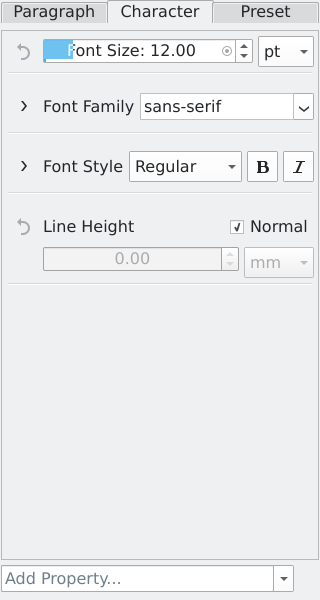 Paragraph Character Preset
Font Size: 12.00 pt
Font Family sans-serif
Font Style Regular B I
Line Height Normal
0.00 mm
Add Property...